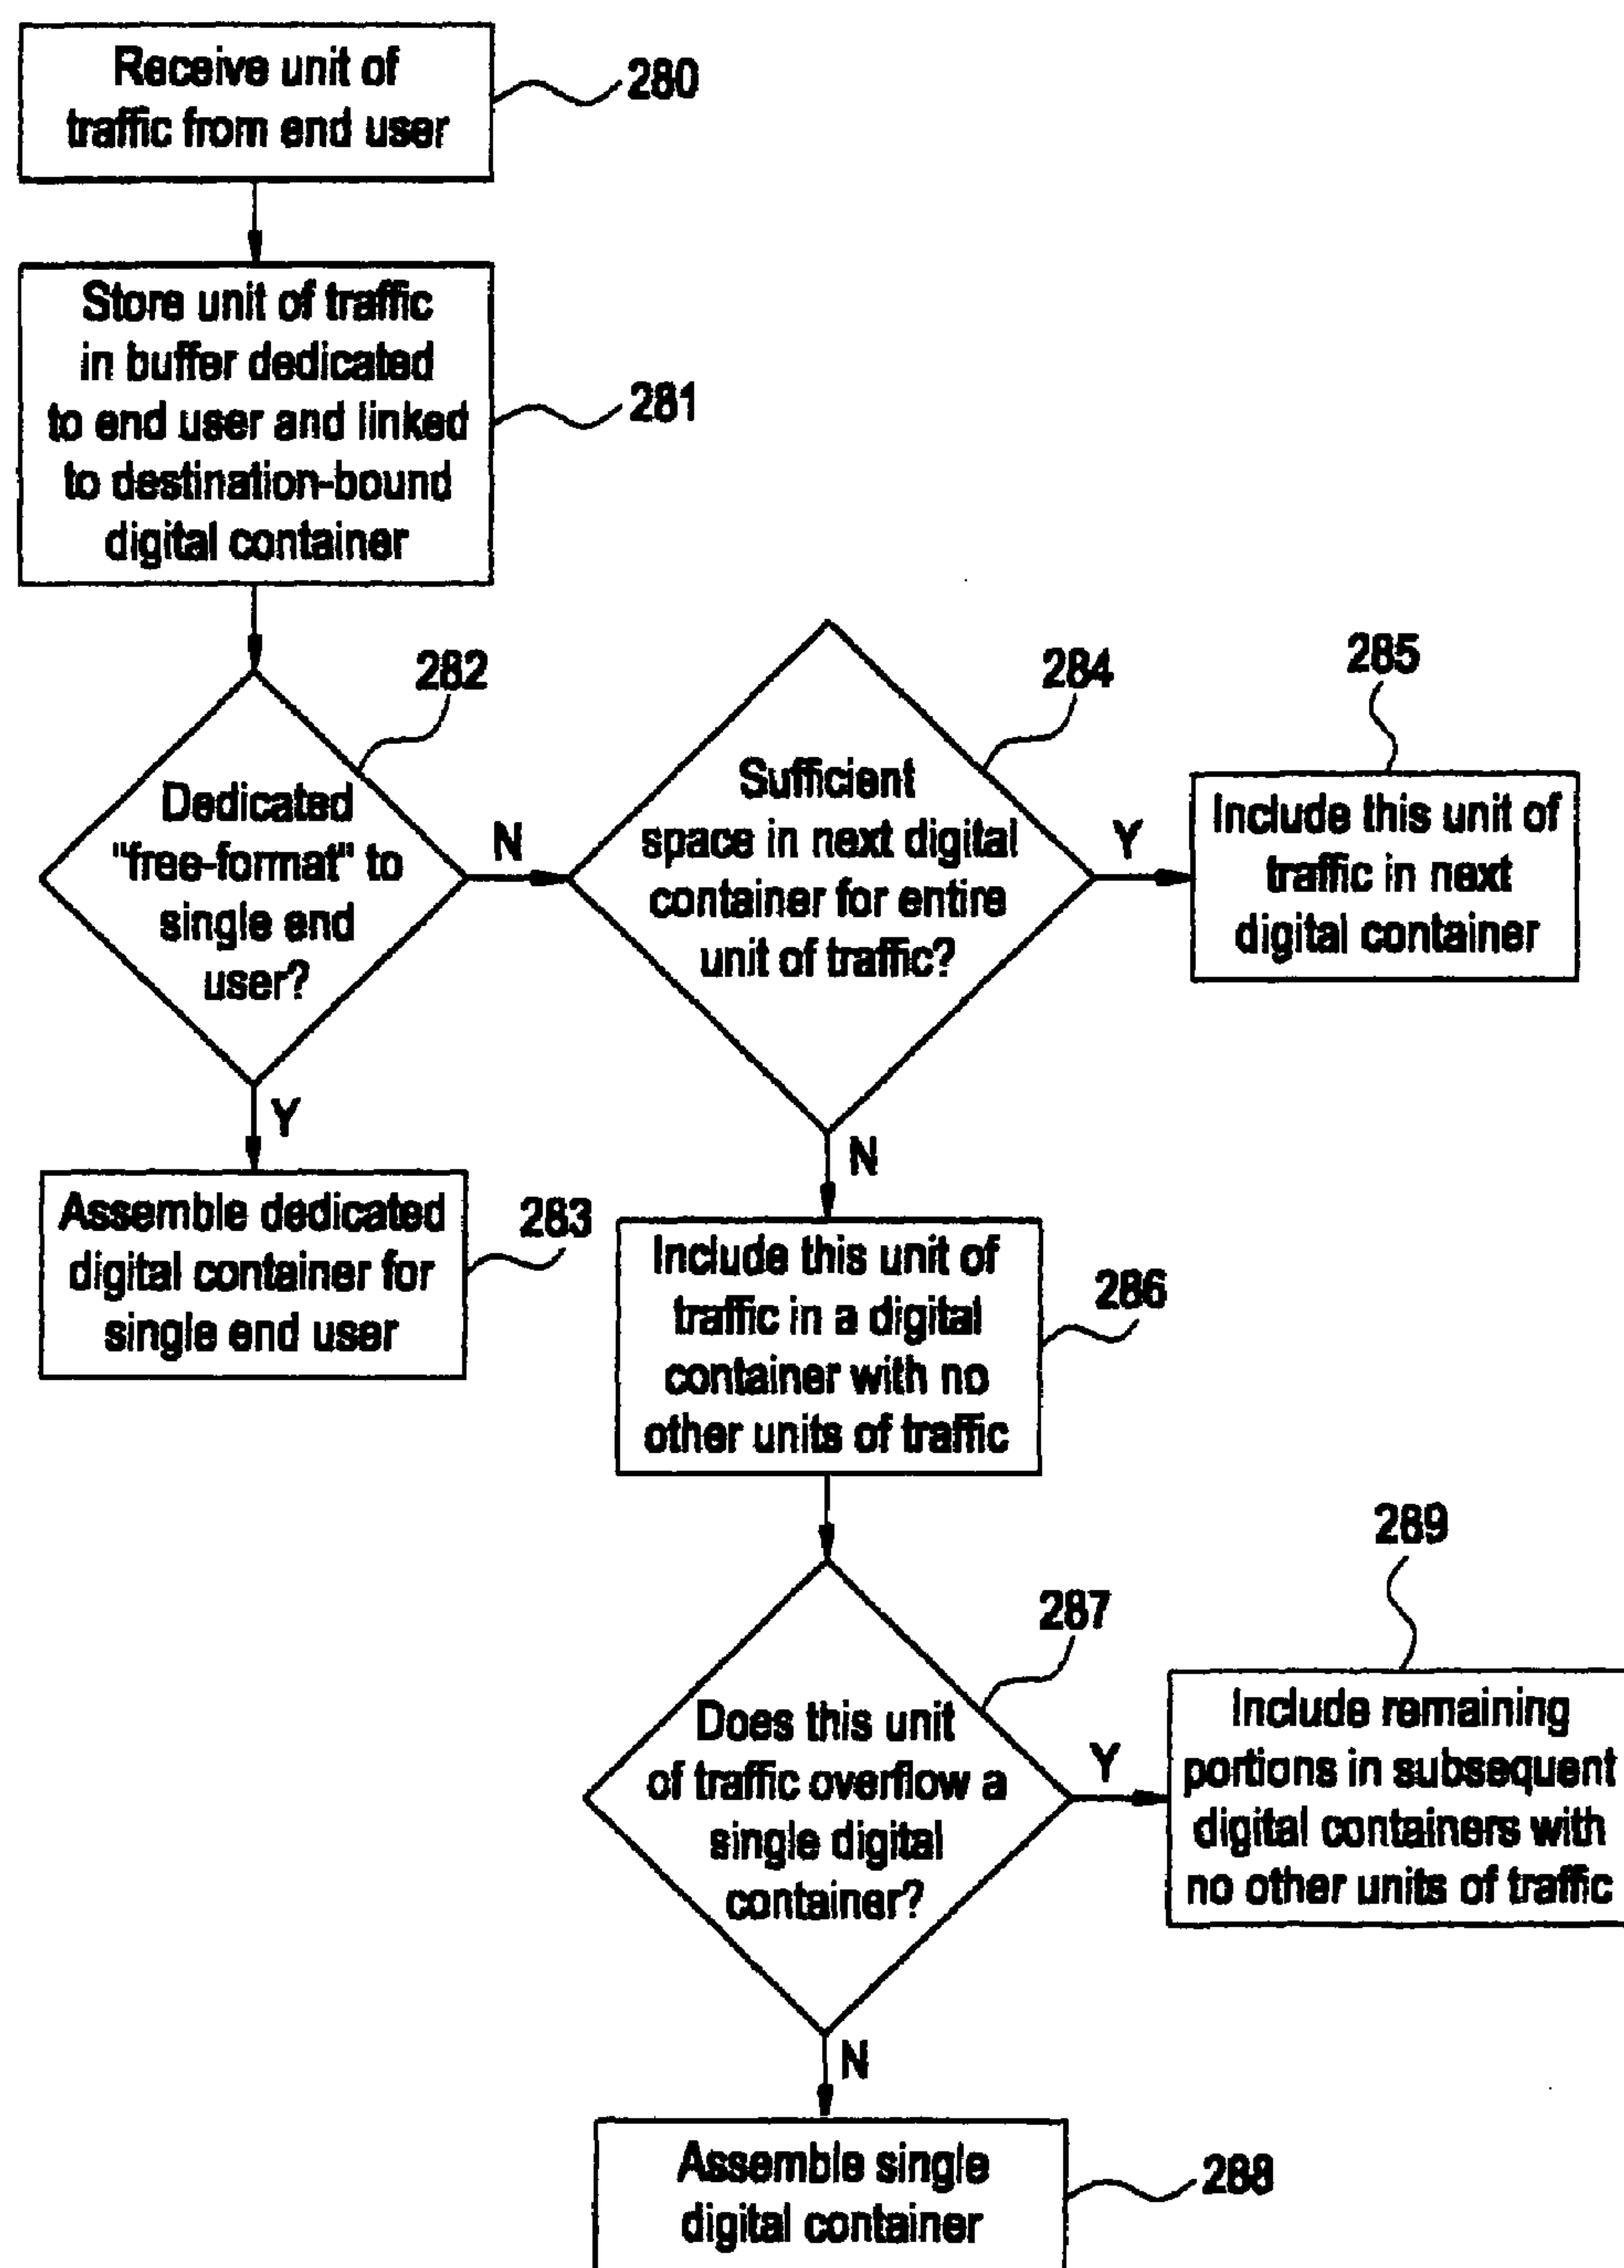 Receive unit of
traffic from end user
280
Store unit of traffic
in buffer dedicated
to end user and linked
to destination-bound
digital container
281
282
Dedicated
"free-format" to
single end
user?
N
Y
284
Sufficient
space in next digital
container for entire
unit of traffic?
Y
N
285
Include this unit of
traffic in next
digital container
Assemble dedicated
digital container for
single end user
283
Include this unit of
traffic in a digital
container with no
other units of traffic
286
287
Does this unit
of traffic overflow a
single digital
container?
Y
N
289
Include remaining
portions in subsequent
digital containers with
no other units of traffic
Assemble single
digital container
288